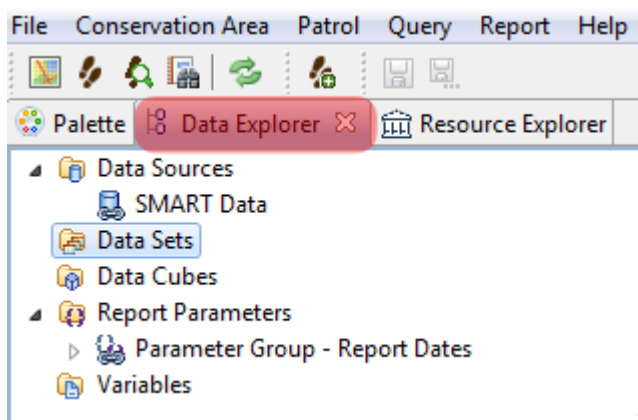 File Conservation Area Patrol Query Report Help
Palette Data Explorer Resource Explorer
Data Sources
SMART Data
Data Sets
Data Cubes
Report Parameters
Parameter Group - Report Dates
Variables